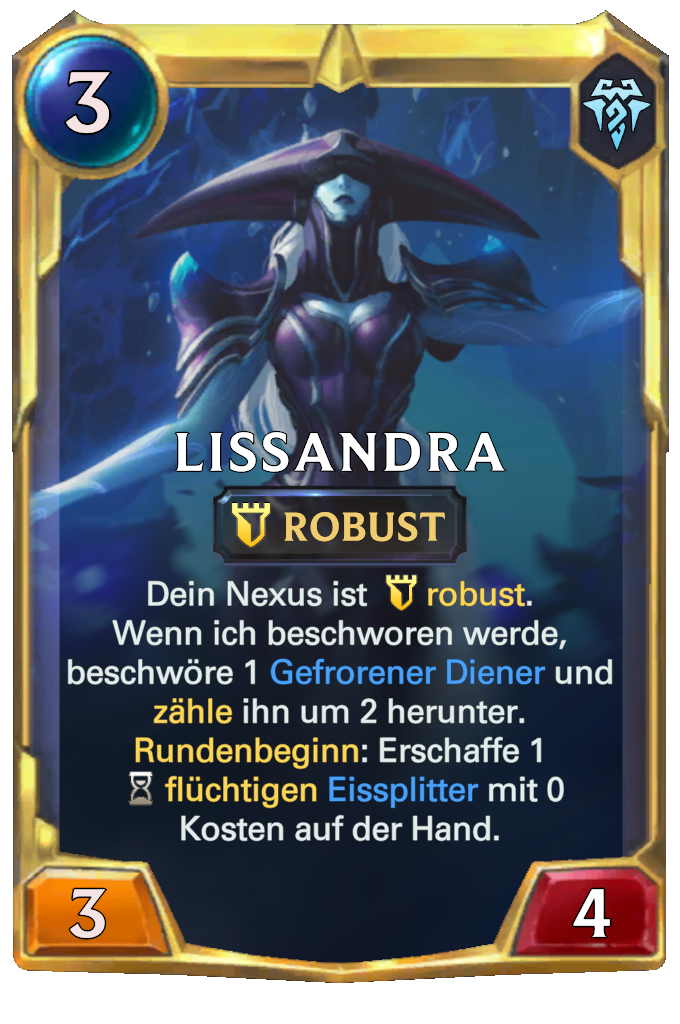 3
LISSANDRA
ROBUST
Dein Nexus ist robust.
Wenn ich beschworen werde,
beschwöre 1 Gefrorener Diener und
zähle ihn um 2 herunter.
Rundenbeginn: Erschaffe 1
flüchtigen Eissplitter mit 0
Kosten auf der Hand.
3
4